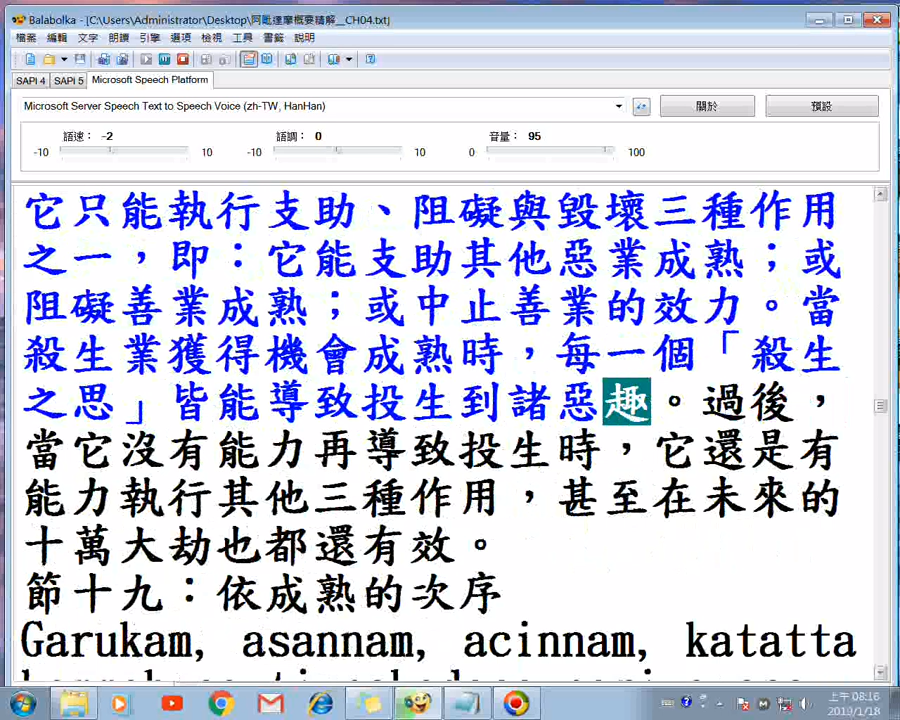 Balabolka - [C:\Users\Administrator\Desktop\阿毗達摩概要精解__CH04.txt]
檔案 編輯 文字 朗讀 引擎 選項 檢視 工具 書籤 說明
SAPI 4 SAPI 5 Microsoft Speech Platform
Microsoft Server Speech Text to Speech Voice (zh-TW, HanHan) 關於 預設
語速： -2 語調： 0 音量： 95
-10 10 -10 10 0 100
它只能執行支助、阻礙與毀壞三種作用
之一，即：它能支助其他惡業成熟；或
阻礙善業成熟；或中止善業的效力。當
殺生業獲得機會成熟時，每一個「殺生
之思」皆能導致投生到諸惡趣。過後，
當它沒有能力再導致投生時，它還是有
能力執行其他三種作用，甚至在未來的
十萬大劫也都還有效。
節十九：依成熟的次序
Garukam, asannam, acinnam, katatta
上午 08:16
2019/1/18